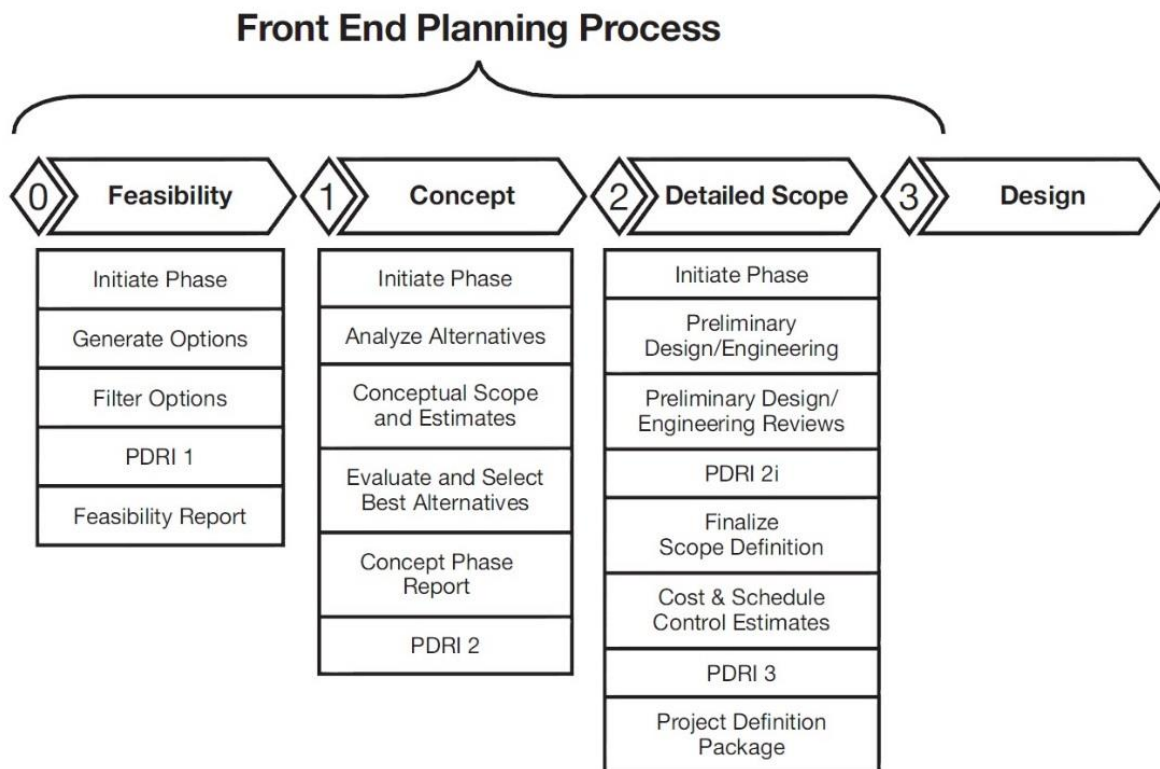 Front End Planning Process
0 Feasibility
1 Concept
2 Detailed Scope
3 Design
Initiate Phase
Generate Options
Filter Options
PDRI 1
Feasibility Report
Initiate Phase
Analyze Alternatives
Conceptual Scope
and Estimates
Evaluate and Select
Best Alternatives
Concept Phase
Report
PDRI 2
Initiate Phase
Preliminary
Design/Engineering
Preliminary Design/
Engineering Reviews
PDRI 2i
Finalize
Scope Definition
Cost & Schedule
Control Estimates
PDRI 3
Project Definition
Package